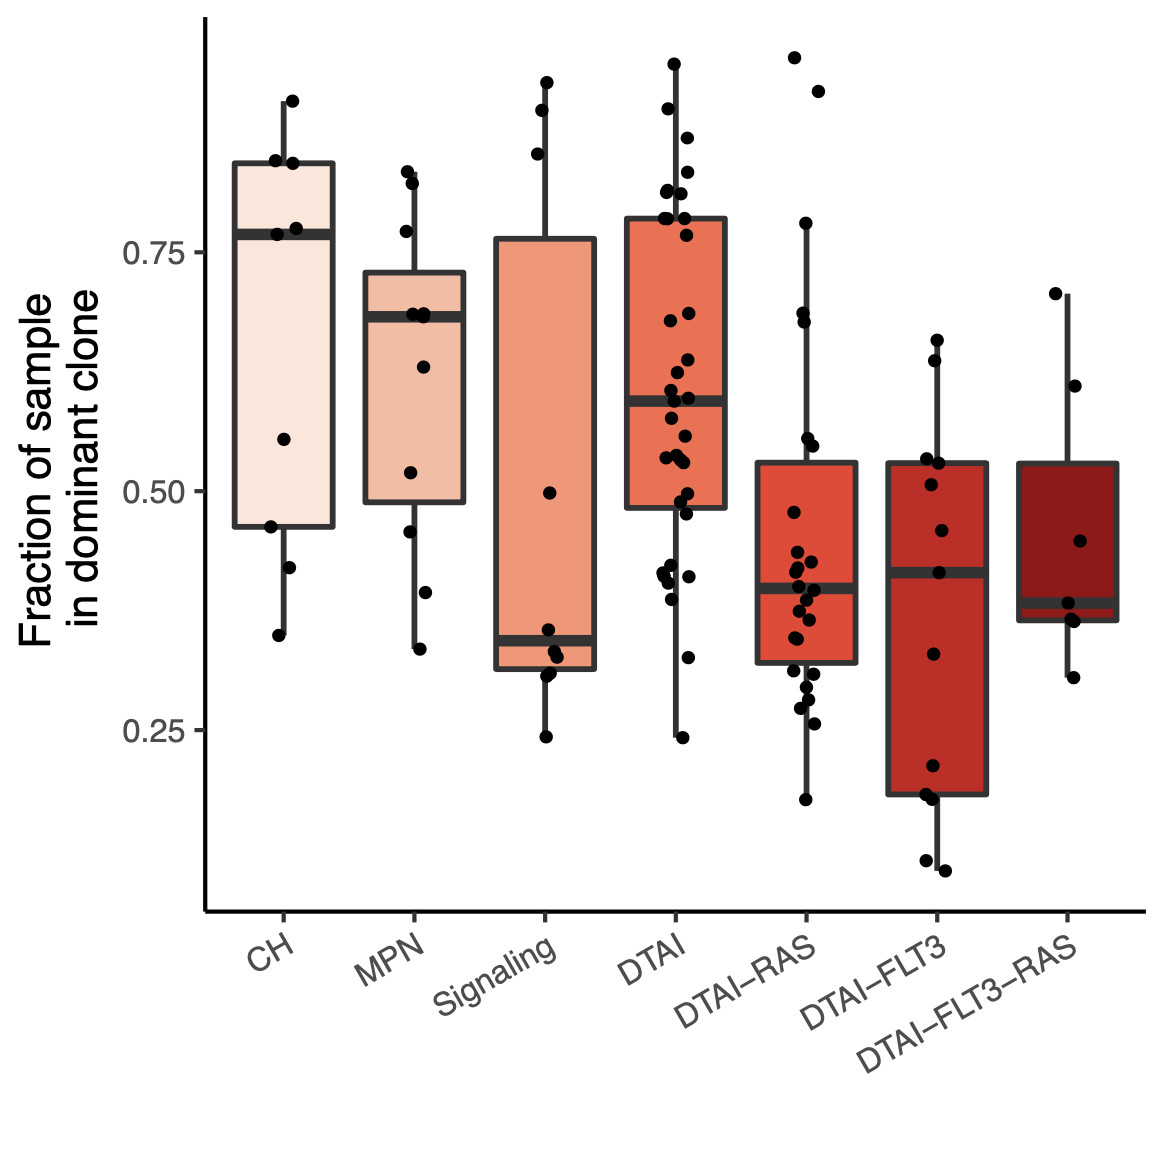 Fraction of sample
in dominant clone
0.75
0.50
0.25
CH
MPN
Signaling
DTAI
DTAI−RAS
DTAI−FLT3
DTAI−FLT3−RAS